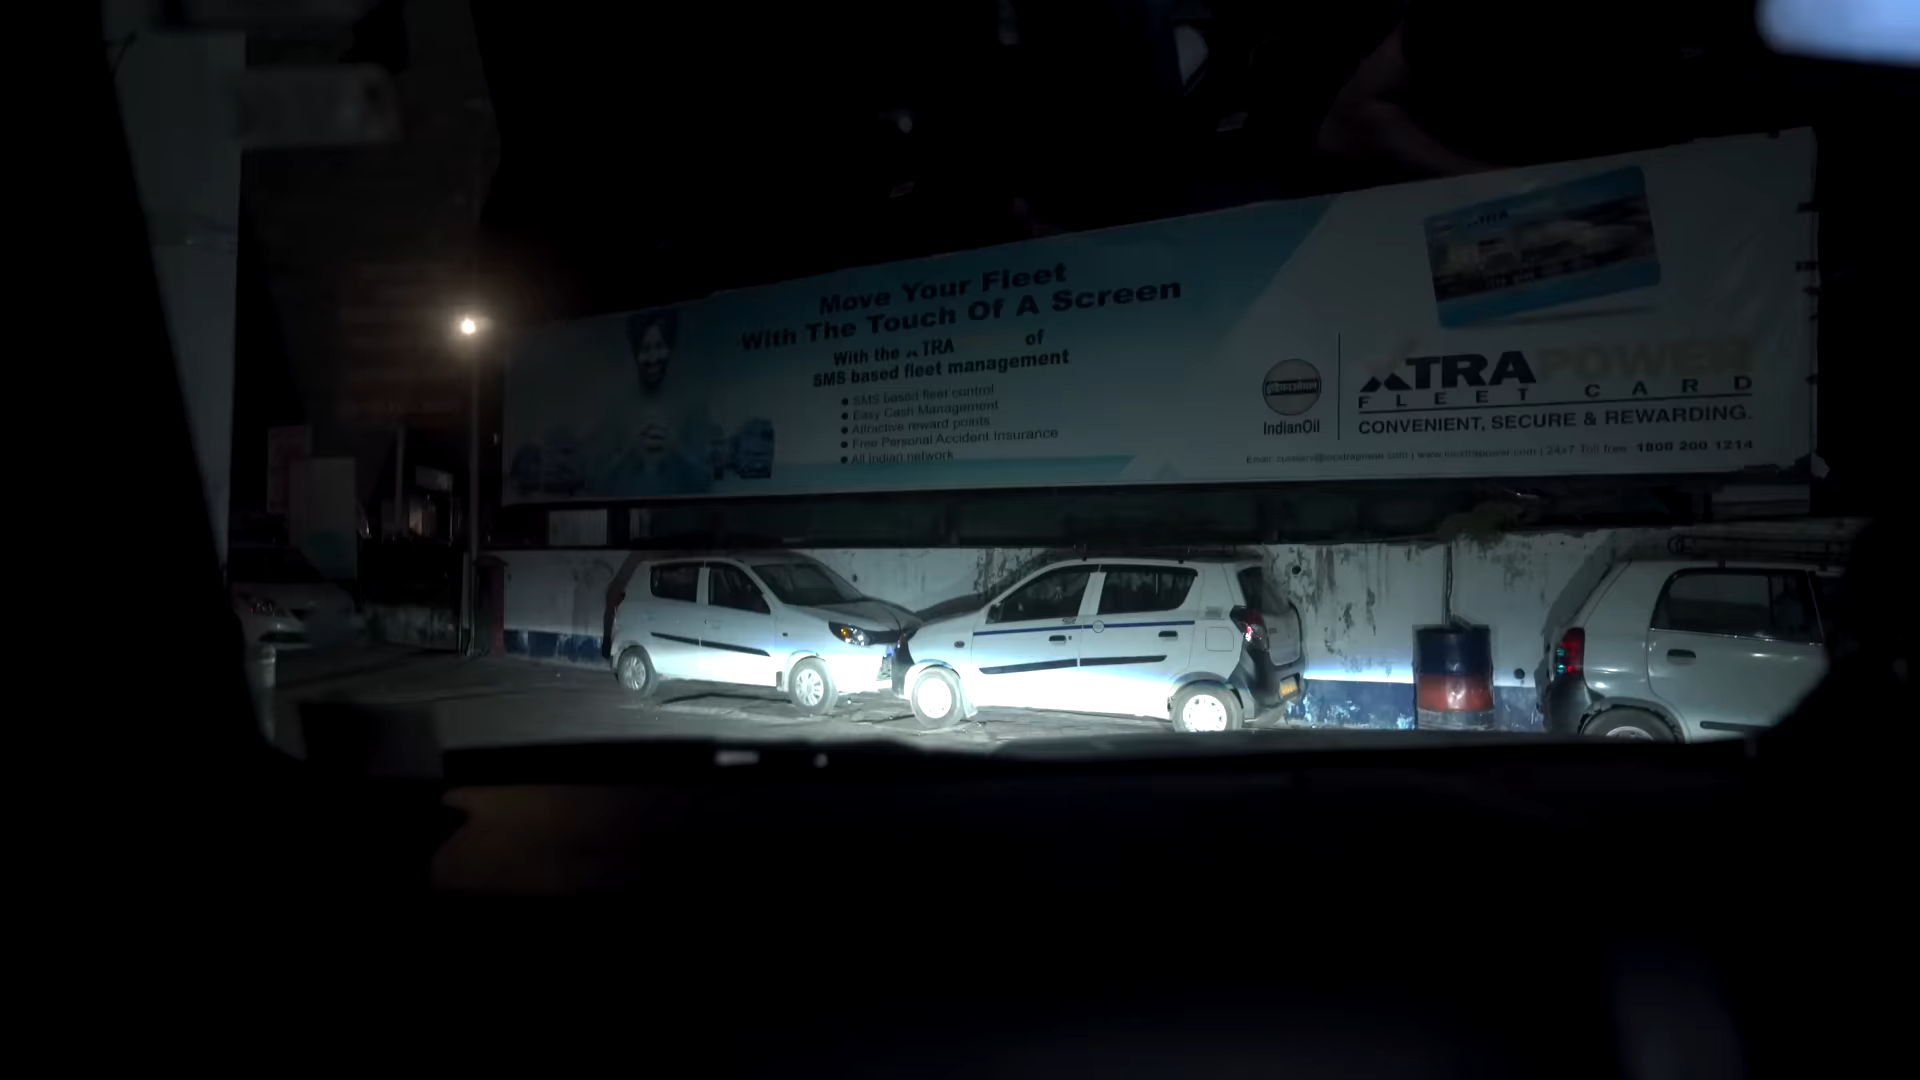 Move Your Fleet
With The Touch Of A Screen
With the XTRA of
SMS based fleet management
● SMS based fleet control
● Easy Cash Management
● Attractive reward points
● Free Personal Accident Insurance
● All Indian network
इंडियनऑयल
IndianOil
XTRAPOWER
FLEET CARD
CONVENIENT, SECURE & REWARDING.
24x7 Toll free 1800 200 1214